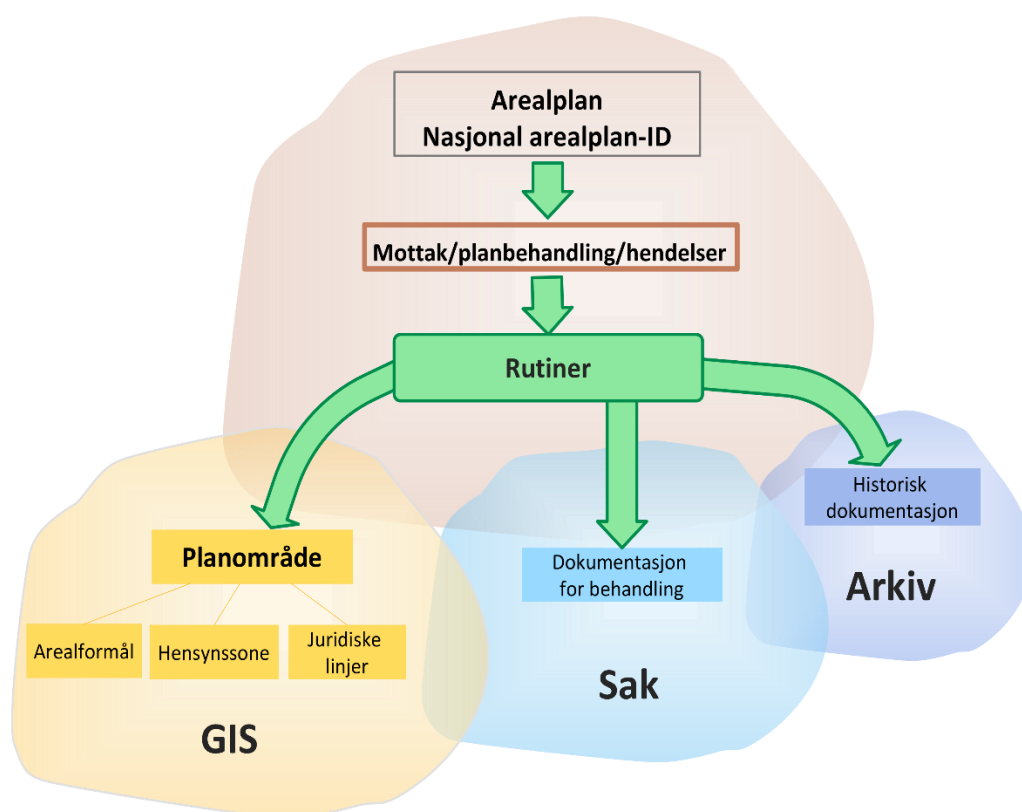 Arealplan
Nasjonal arealplan-ID
Mottak/planbehandling/hendelser
Rutiner
Planområde
Arealformål
Hensynssone
Juridiske
linjer
GIS
Dokumentasjon
for behandling
Sak
Historisk
dokumentasjon
Arkiv